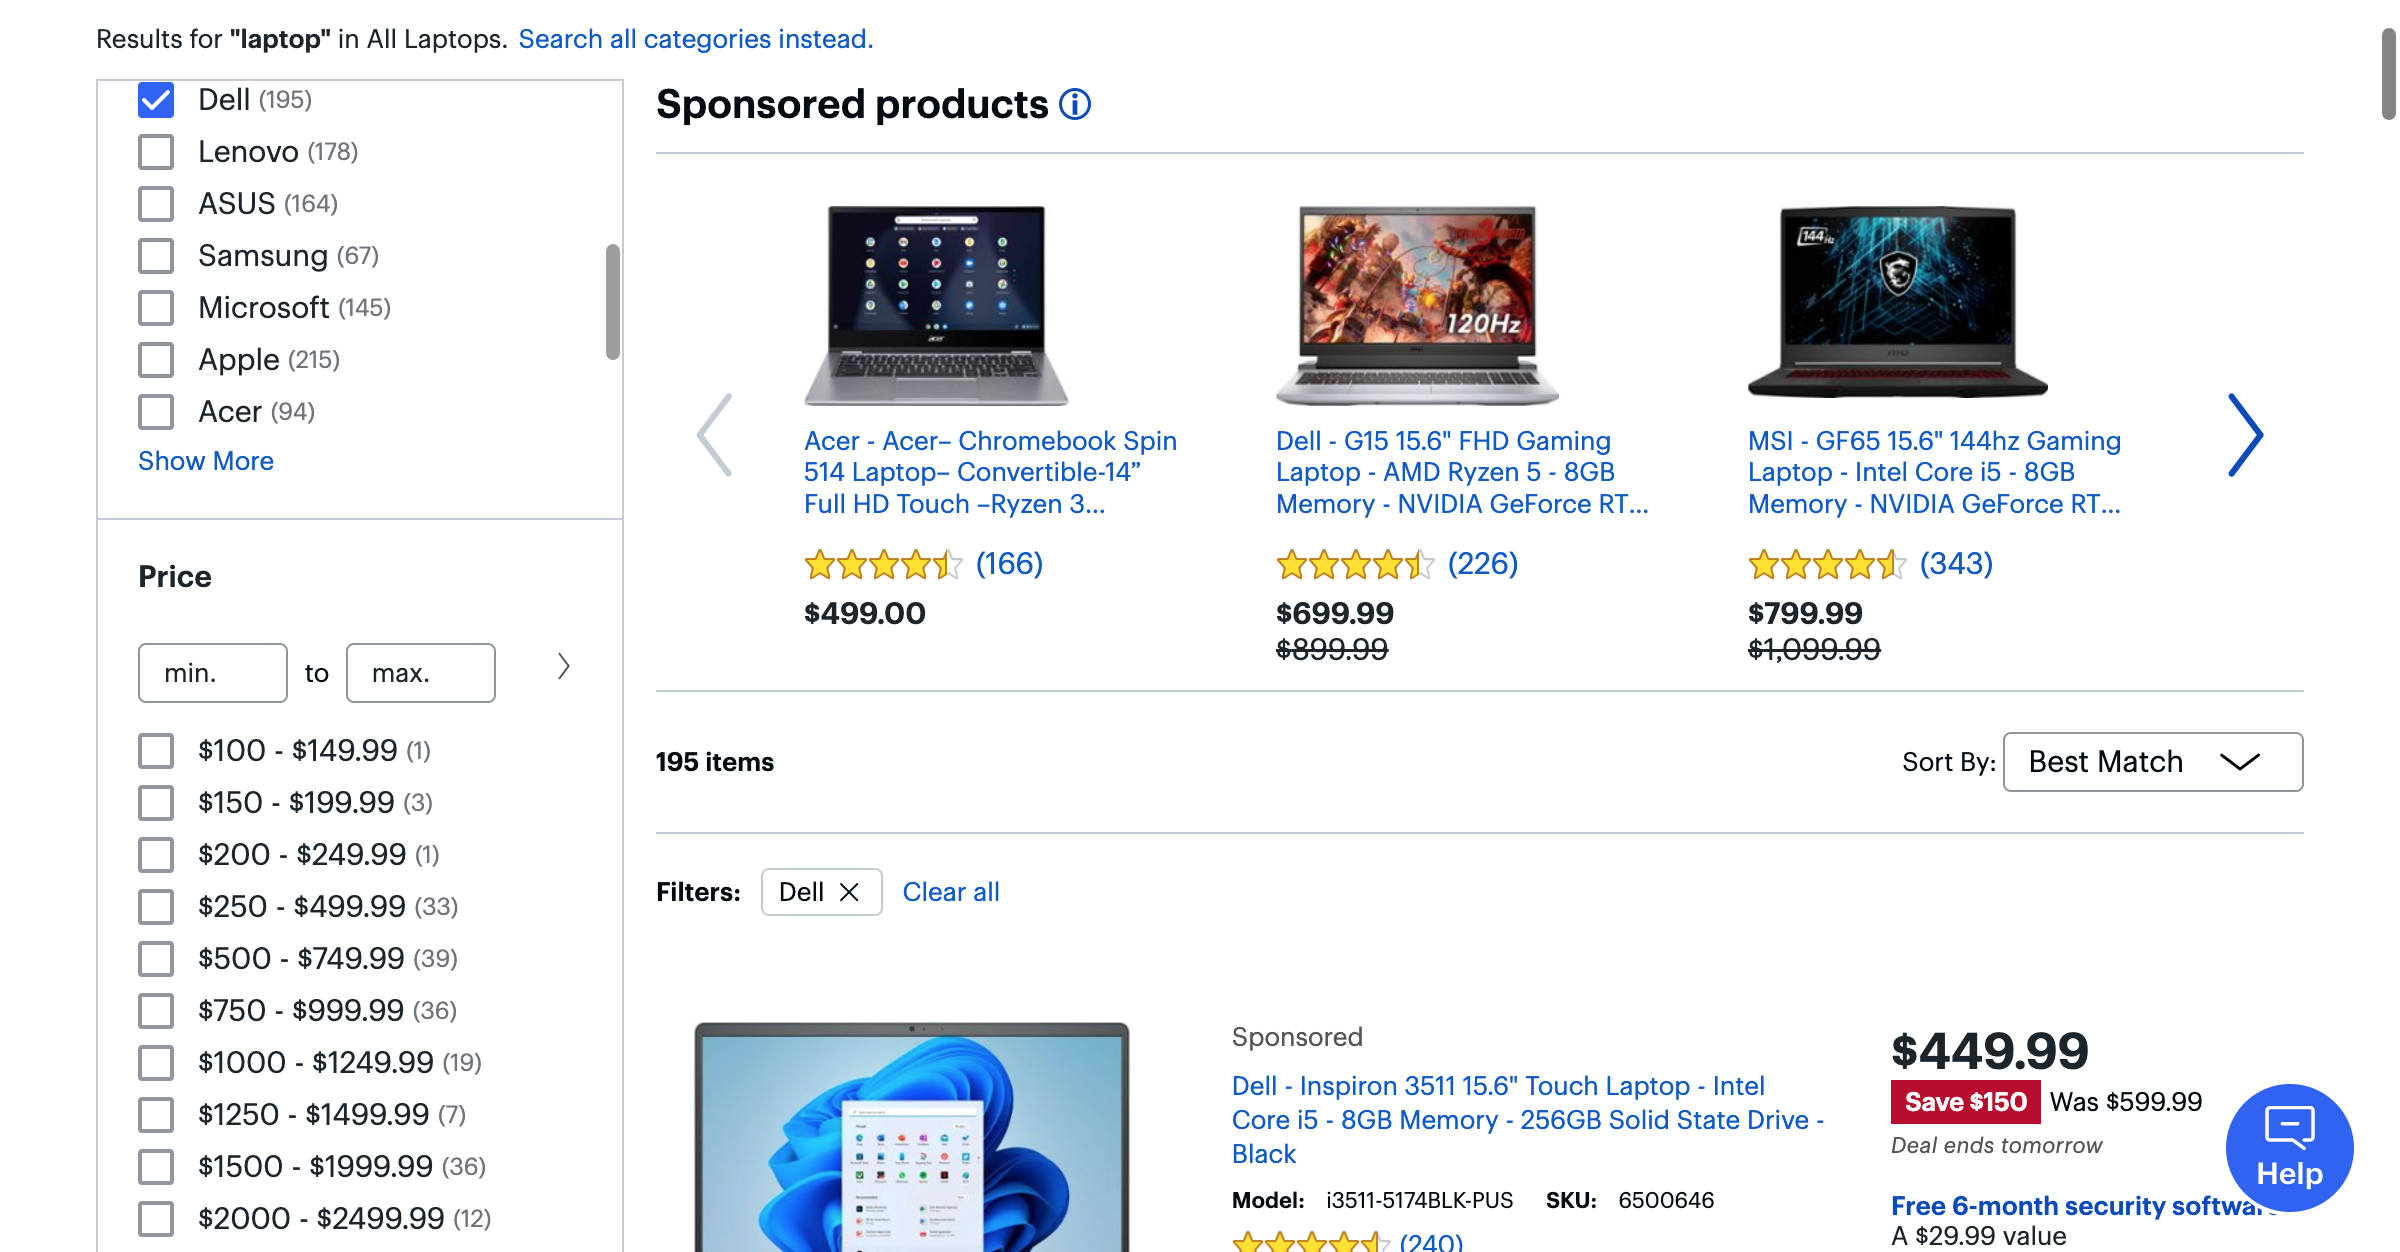 Results for "laptop" in All Laptops. Search all categories instead.
Dell (195)
Lenovo (178)
ASUS (164)
Samsung (67)
Microsoft (145)
Apple (215)
Acer (94)
Show More
Price
min. to max.
$100 - $149.99 (1)
$150 - $199.99 (3)
$200 - $249.99 (1)
$250 - $499.99 (33)
$500 - $749.99 (39)
$750 - $999.99 (36)
$1000 - $1249.99 (19)
$1250 - $1499.99 (7)
$1500 - $1999.99 (36)
$2000 - $2499.99 (12)
Sponsored products
acer
Acer - Acer– Chromebook Spin
514 Laptop– Convertible-14”
Full HD Touch –Ryzen 3...
(166)
$499.00
120Hz
Dell - G15 15.6" FHD Gaming
Laptop - AMD Ryzen 5 - 8GB
Memory - NVIDIA GeForce RT...
(226)
$699.99
$899.99
144Hz
msi
MSI - GF65 15.6" 144hz Gaming
Laptop - Intel Core i5 - 8GB
Memory - NVIDIA GeForce RT...
(343)
$799.99
$1,099.99
195 items
Sort By: Best Match
Filters: Dell Clear all
Sponsored
Dell - Inspiron 3511 15.6" Touch Laptop - Intel
Core i5 - 8GB Memory - 256GB Solid State Drive -
Black
Model: i3511-5174BLK-PUS SKU: 6500646
(240)
$449.99
Save $150 Was $599.99
Deal ends tomorrow
Free 6-month security softwar
A $29.99 value
Help